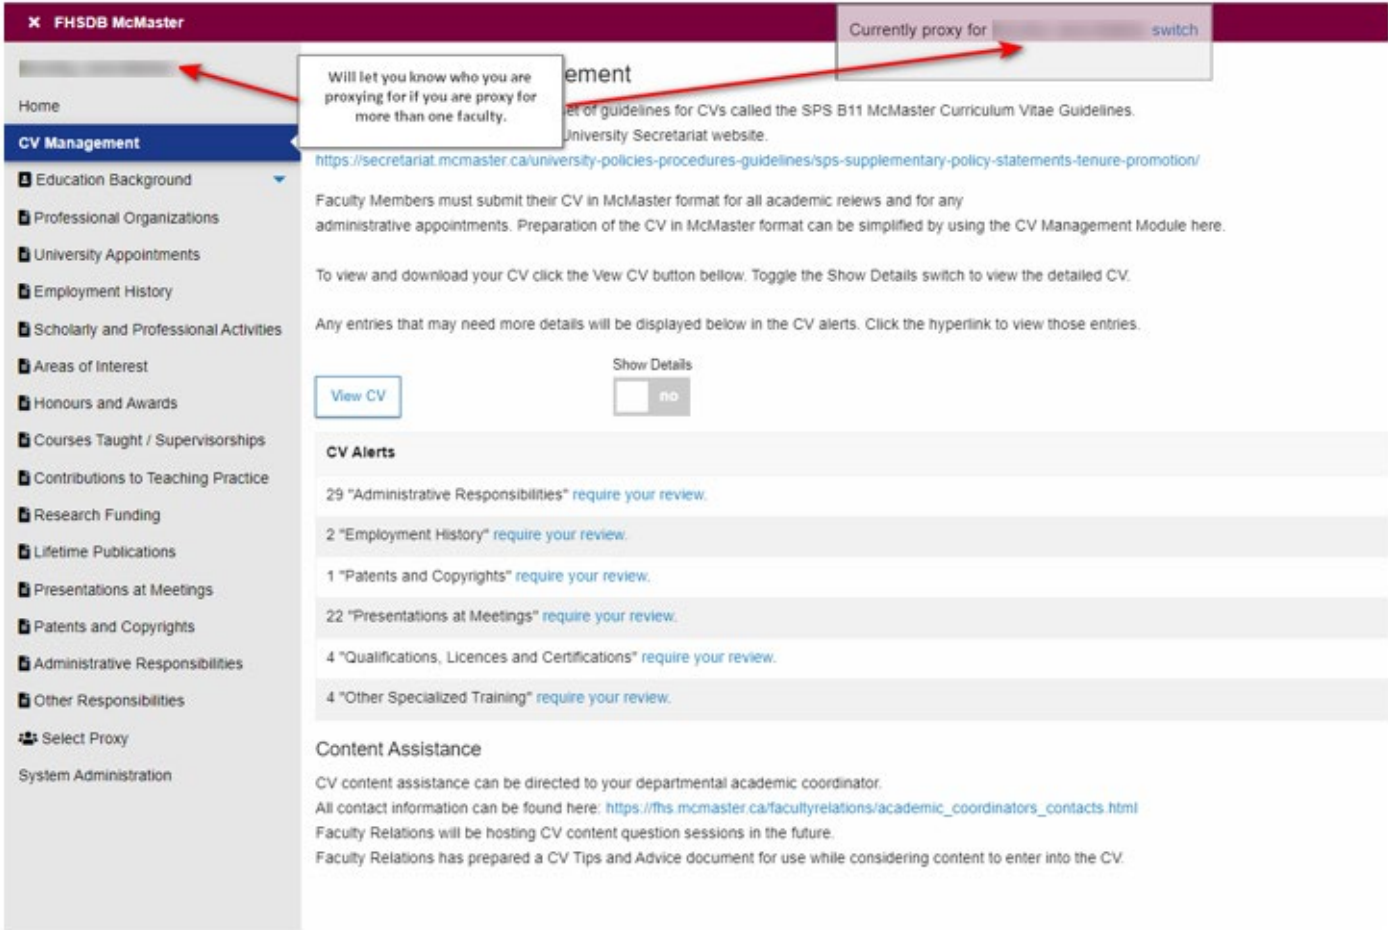 × FHSDB McMaster
Currently proxy for switch
Home
CV Management
Education Background
Professional Organizations
University Appointments
Employment History
Scholarly and Professional Activities
Areas of Interest
Honours and Awards
Courses Taught / Supervisorships
Contributions to Teaching Practice
Research Funding
Lifetime Publications
Presentations at Meetings
Patents and Copyrights
Administrative Responsibilities
Other Responsibilities
Select Proxy
System Administration
Will let you know who you are
proxying for if you are proxy for
more than one faculty.
ement
et of guidelines for CVs called the SPS B11 McMaster Curriculum Vitae Guidelines.
University Secretariat website.
https://secretariat.mcmaster.ca/university-policies-procedures-guidelines/sps-supplementary-policy-statements-tenure-promotion/
Faculty Members must submit their CV in McMaster format for all academic relews and for any
administrative appointments. Preparation of the CV in McMaster format can be simplified by using the CV Management Module here.
To view and download your CV click the Vew CV button bellow. Toggle the Show Details switch to view the detailed CV.
Any entries that may need more details will be displayed below in the CV alerts. Click the hyperlink to view those entries.
Show Details
View CV
no
CV Alerts
29 "Administrative Responsibilities" require your review.
2 "Employment History" require your review.
1 "Patents and Copyrights" require your review.
22 "Presentations at Meetings" require your review.
4 "Qualifications, Licences and Certifications" require your review.
4 "Other Specialized Training" require your review.
Content Assistance
CV content assistance can be directed to your departmental academic coordinator.
All contact information can be found here: https://fhs.mcmaster.ca/facultyrelations/academic_coordinators_contacts.html
Faculty Relations will be hosting CV content question sessions in the future.
Faculty Relations has prepared a CV Tips and Advice document for use while considering content to enter into the CV.